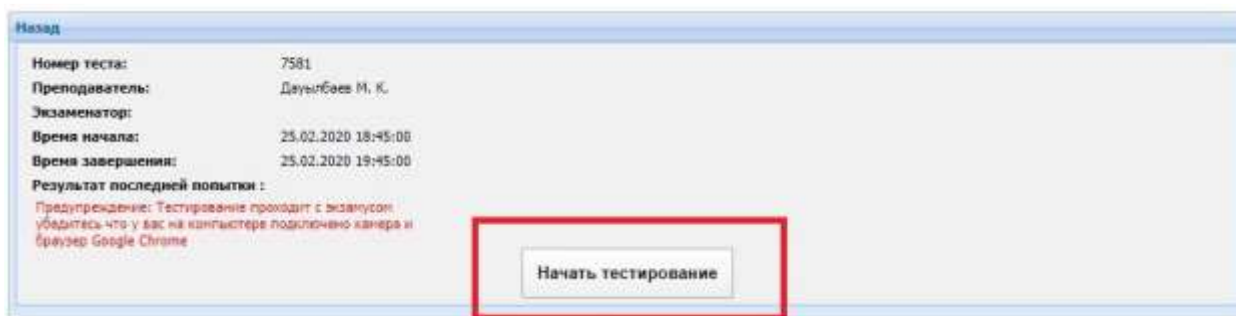 Назад
Номер теста: 7581
Преподаватель: Дауылбаев М. К.
Экзаменатор:
Время начала: 25.02.2020 18:45:00
Время завершения: 25.02.2020 19:45:00
Результат последней попытки :
Предупреждение: Тестирование проходит с экзамусом
убедитесь что у вас на компьютере подключено камера и
браузер Google Chrome
Начать тестирование